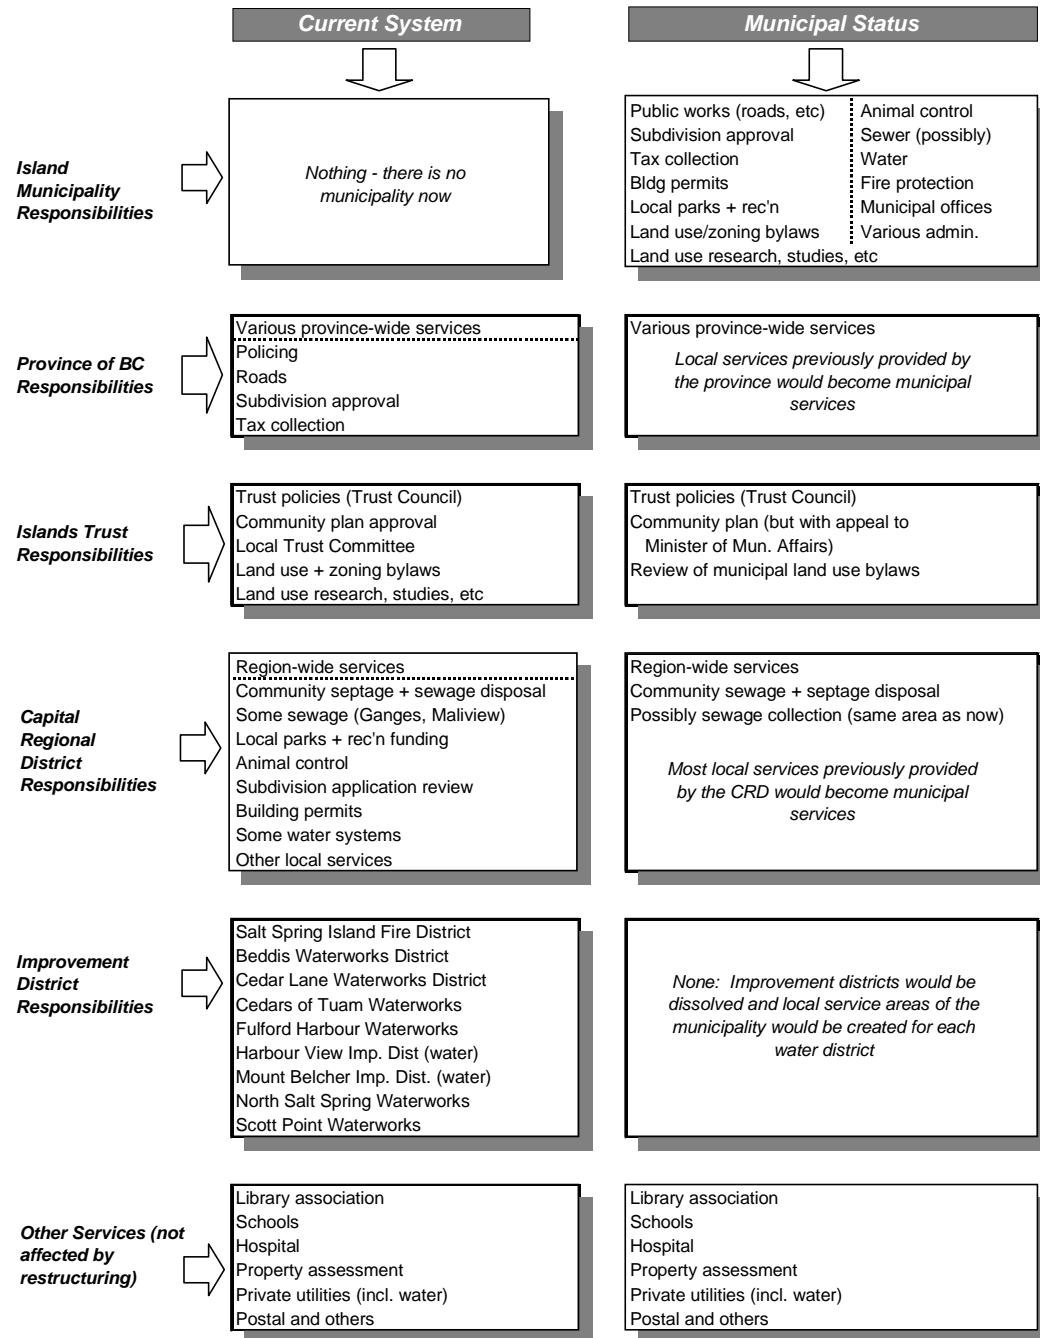 Current System
Municipal Status
Island
Municipality
Responsibilities
Nothing - there is no
municipality now
Public works (roads, etc)
Subdivision approval
Tax collection
Bldg permits
Local parks + rec'n
Land use/zoning bylaws
Land use research, studies, etc
Animal control
Sewer (possibly)
Water
Fire protection
Municipal offices
Various admin.
Province of BC
Responsibilities
Various province-wide services
Policing
Roads
Subdivision approval
Tax collection
Various province-wide services
Local services previously provided by
the province would become municipal
services
Islands Trust
Responsibilities
Trust policies (Trust Council)
Community plan approval
Local Trust Committee
Land use + zoning bylaws
Land use research, studies, etc
Trust policies (Trust Council)
Community plan (but with appeal to
Minister of Mun. Affairs)
Review of municipal land use bylaws
Capital
Regional
District
Responsibilities
Region-wide services
Community septage + sewage disposal
Some sewage (Ganges, Maliview)
Local parks + rec'n funding
Animal control
Subdivision application review
Building permits
Some water systems
Other local services
Region-wide services
Community sewage + septage disposal
Possibly sewage collection (same area as now)
Most local services previously provided
by the CRD would become municipal
services
Improvement
District
Responsibilities
Salt Spring Island Fire District
Beddis Waterworks District
Cedar Lane Waterworks District
Cedars of Tuam Waterworks
Fulford Harbour Waterworks
Harbour View Imp. Dist (water)
Mount Belcher Imp. Dist. (water)
North Salt Spring Waterworks
Scott Point Waterworks
None: Improvement districts would be
dissolved and local service areas of the
municipality would be created for each
water district
Other Services (not
affected by
restructuring)
Library association
Schools
Hospital
Property assessment
Private utilities (incl. water)
Postal and others
Library association
Schools
Hospital
Property assessment
Private utilities (incl. water)
Postal and others